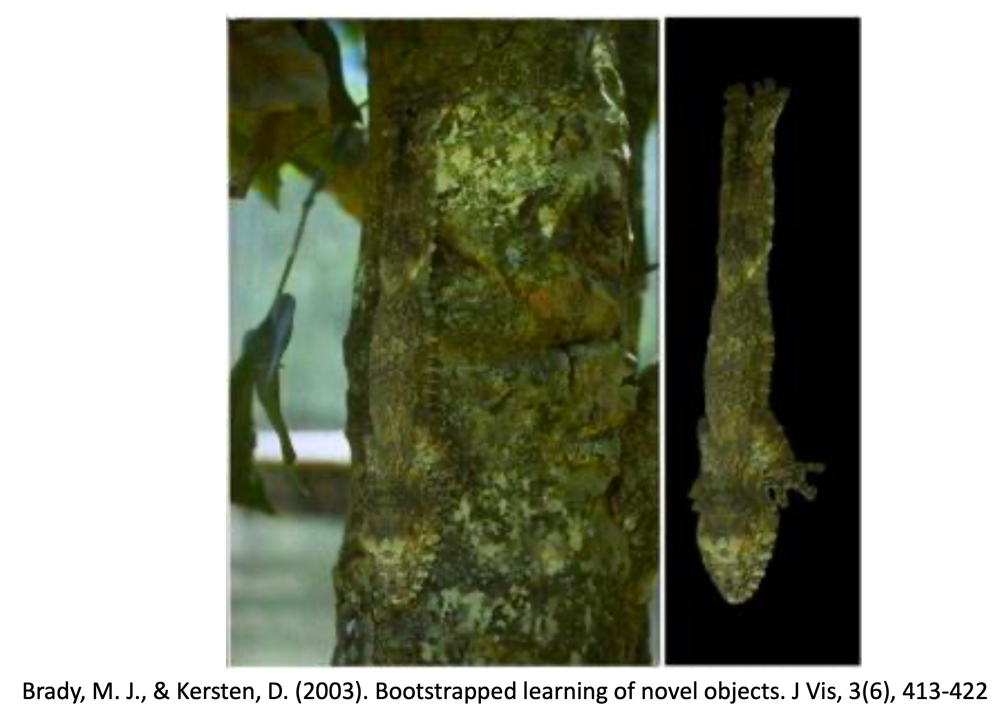 Brady, M. J., & Kersten, D. (2003). Bootstrapped learning of novel objects. J Vis, 3(6), 413-422